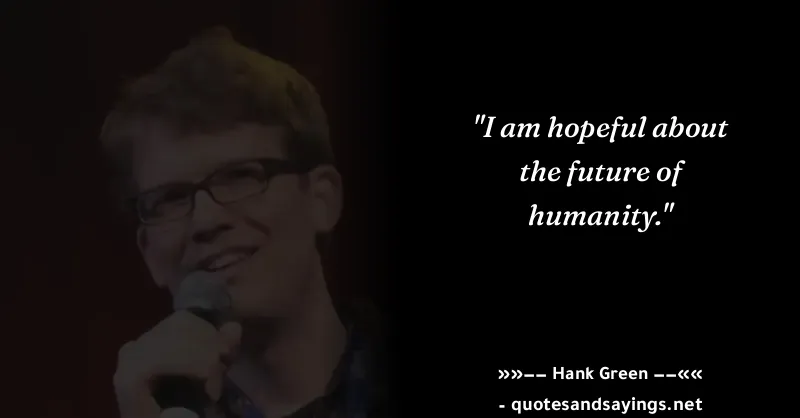 "I am hopeful about
the future of
humanity."
»»–– Hank Green ––««
- quotesandsayings.net